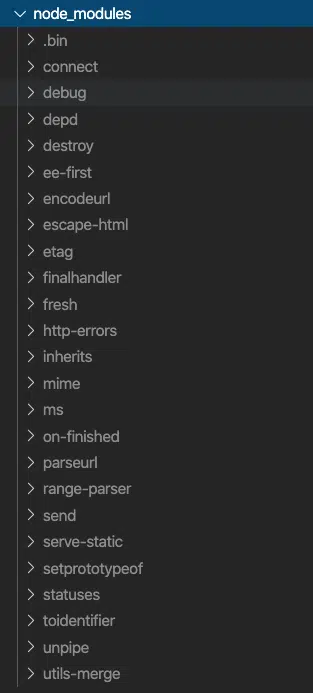 node_modules
.bin
connect
debug
depd
destroy
ee-first
encodeurl
escape-html
etag
finalhandler
fresh
http-errors
inherits
mime
ms
on-finished
parseurl
range-parser
send
serve-static
setprototypeof
statuses
toidentifier
unpipe
utils-merge